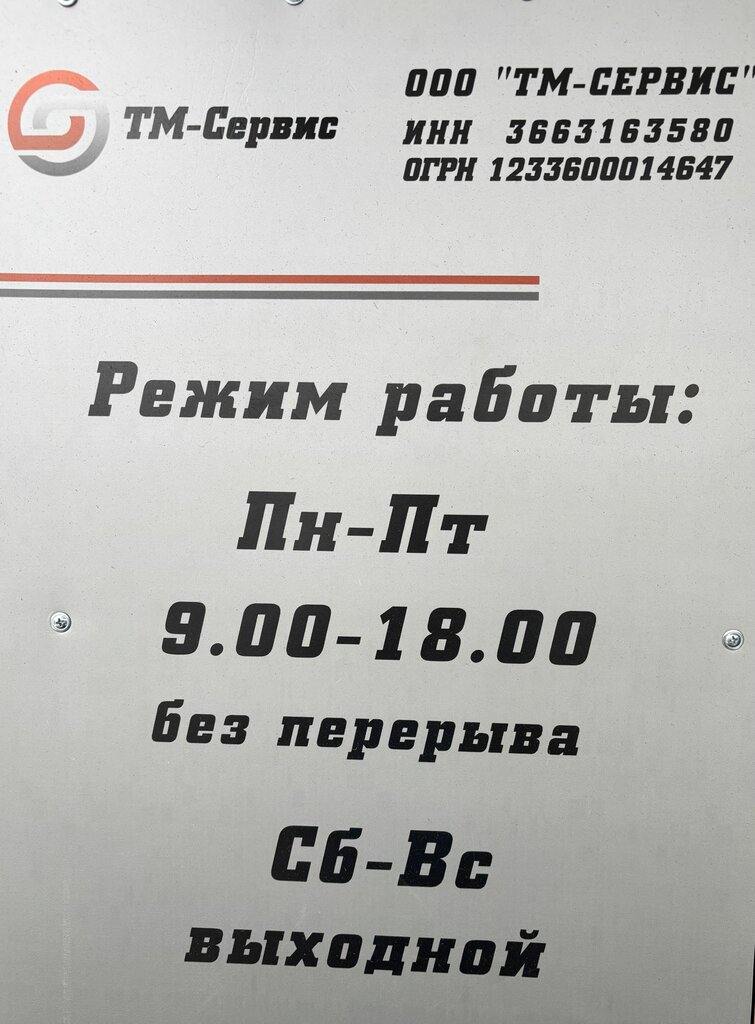 ТМ-Сервис
ООО "ТМ-СЕРВИС"
ИНН 3663163580
ОГРН 1233600014647
Режим работы:
Пн-Пт
9.00-18.00
без перерыва
Сб-Вс
выходной